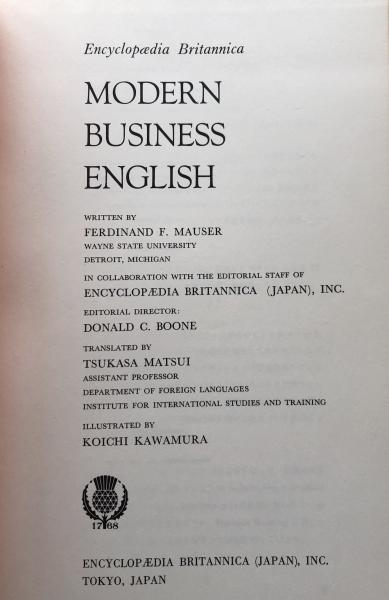 Encyclopædia Britannica
MODERN
BUSINESS
ENGLISH
WRITTEN BY
FERDINAND F. MAUSER
WAYNE STATE UNIVERSITY
DETROIT, MICHIGAN
IN COLLABORATION WITH THE EDITORIAL STAFF OF
ENCYCLOPÆDIA BRITANNICA (JAPAN), INC.
EDITORIAL DIRECTOR:
DONALD C. BOONE
TRANSLATED BY
TSUKASA MATSUI
ASSISTANT PROFESSOR
DEPARTMENT OF FOREIGN LANGUAGES
INSTITUTE FOR INTERNATIONAL STUDIES AND TRAINING
ILLUSTRATED BY
KOICHI KAWAMURA
1768
ENCYCLOPÆDIA BRITANNICA (JAPAN), INC.
TOKYO, JAPAN